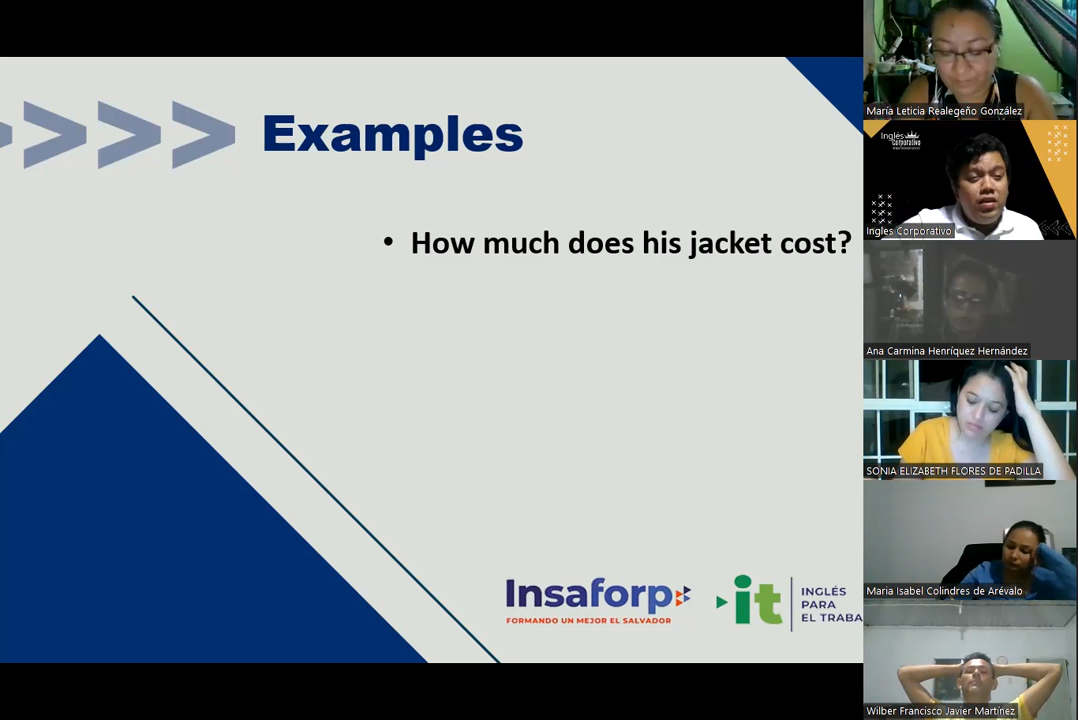 Examples
• How much does his jacket cost?
Insaforp
FORMANDO UN MEJOR EL SALVADOR
it
INGLÉS
PARA
EL TRABA
María Leticia Realegeño González
Inglés
Corporativo
Ingles Corporativo
Ana Carmina Henríquez Hernández
SONIA ELIZABETH FLORES DE PADILLA
Maria Isabel Colindres de Arévalo
Wilber Francisco Javier Martínez